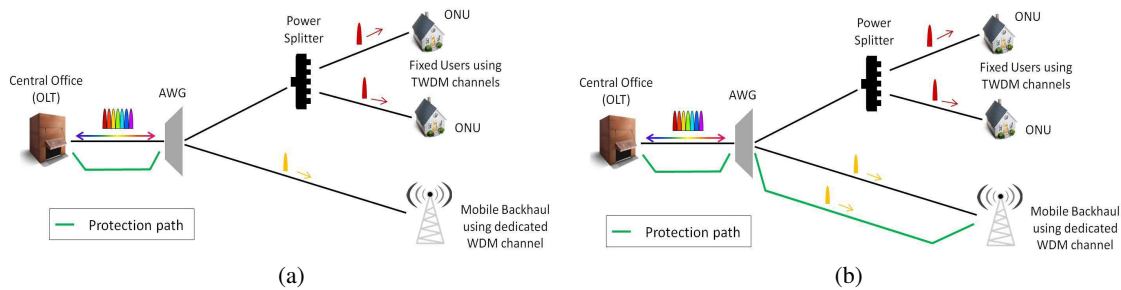 Power
Splitter
ONU
Fixed Users using
TWDM channels
Central Office
(OLT)
AWG
ONU
Mobile Backhaul
using dedicated
WDM channel
Protection path
(a)
Power
Splitter
ONU
Fixed Users using
TWDM channels
Central Office
(OLT)
AWG
ONU
Mobile Backhaul
using dedicated
WDM channel
Protection path
(b)